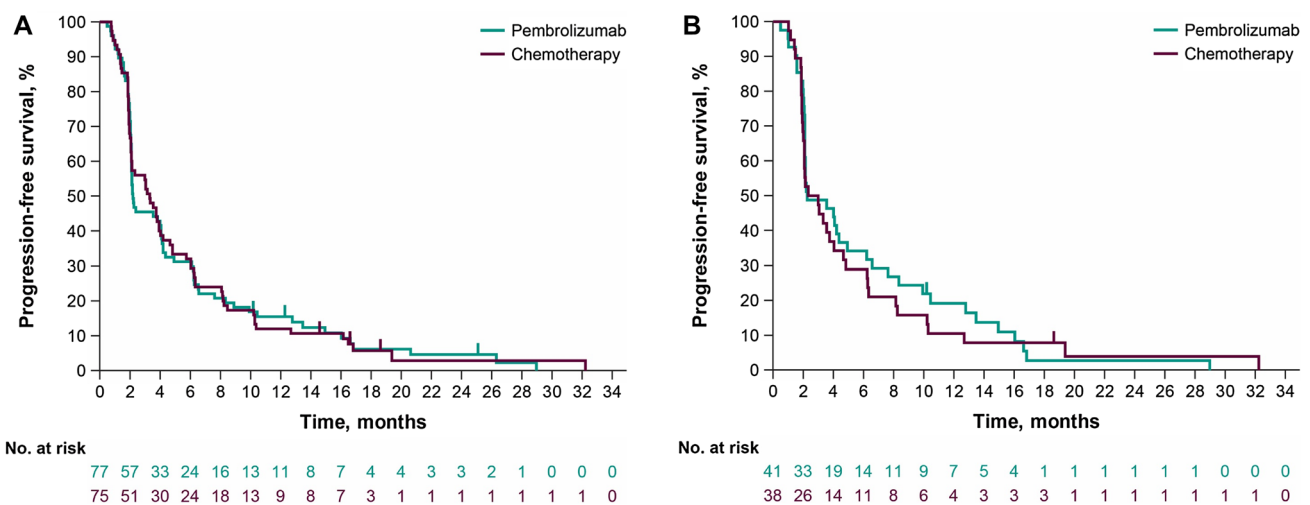 A
Pembrolizumab
Chemotherapy
Progression-free survival, %
100
90
80
70
60
50
40
30
20
10
0
0 2 4 6 8 10 12 14 16 18 20 22 24 26 28 30 32 34
Time, months
No. at risk
77 57 33 24 16 13 11 8 7 4 4 3 3 2 1 0 0 0
75 51 30 24 18 13 9 8 7 3 1 1 1 1 1 1 1 0
B
Pembrolizumab
Chemotherapy
Progression-free survival, %
100
90
80
70
60
50
40
30
20
10
0
0 2 4 6 8 10 12 14 16 18 20 22 24 26 28 30 32 34
Time, months
No. at risk
41 33 19 14 11 9 7 5 4 1 1 1 1 1 1 0 0 0
38 26 14 11 8 6 4 3 3 3 1 1 1 1 1 1 1 0